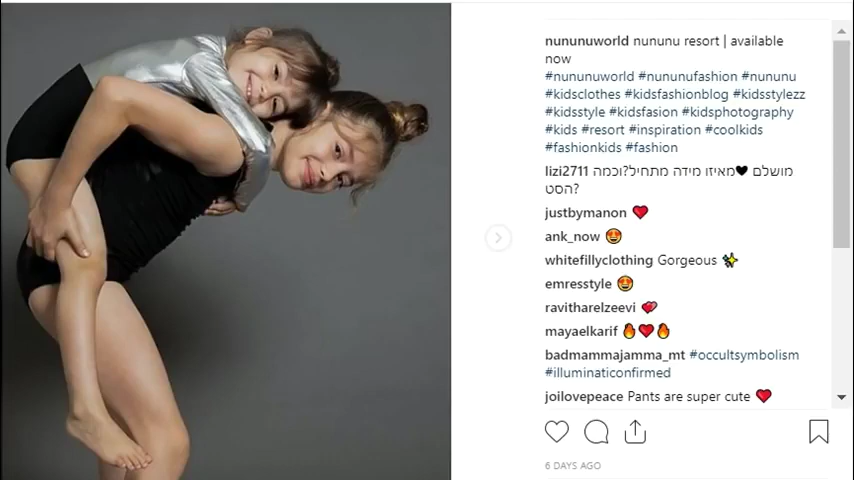 nununuworld nununu resort | available
now
#nununuworld #nununufashion #nununu
#kidsclothes #kidsfashionblog #kidsstylezz
#kidsstyle #kidsfasion #kidsphotography
#kids #resort #inspiration #coolkids
#fashionkids #fashion
lizi2711 מושלם ♥מאיזו מידה מתחיל?וכמה
הסט?
justbymanon ❤️
ank_now 😍
whitefillyclothing Gorgeous ✨
emresstyle 😍
ravitharelzeevi 💕
mayaelkarif 🔥❤️🔥
badmammajamma_mt #occultsymbolism
#illuminaticonfirmed
joilovepeace Pants are super cute ❤️
6 DAYS AGO